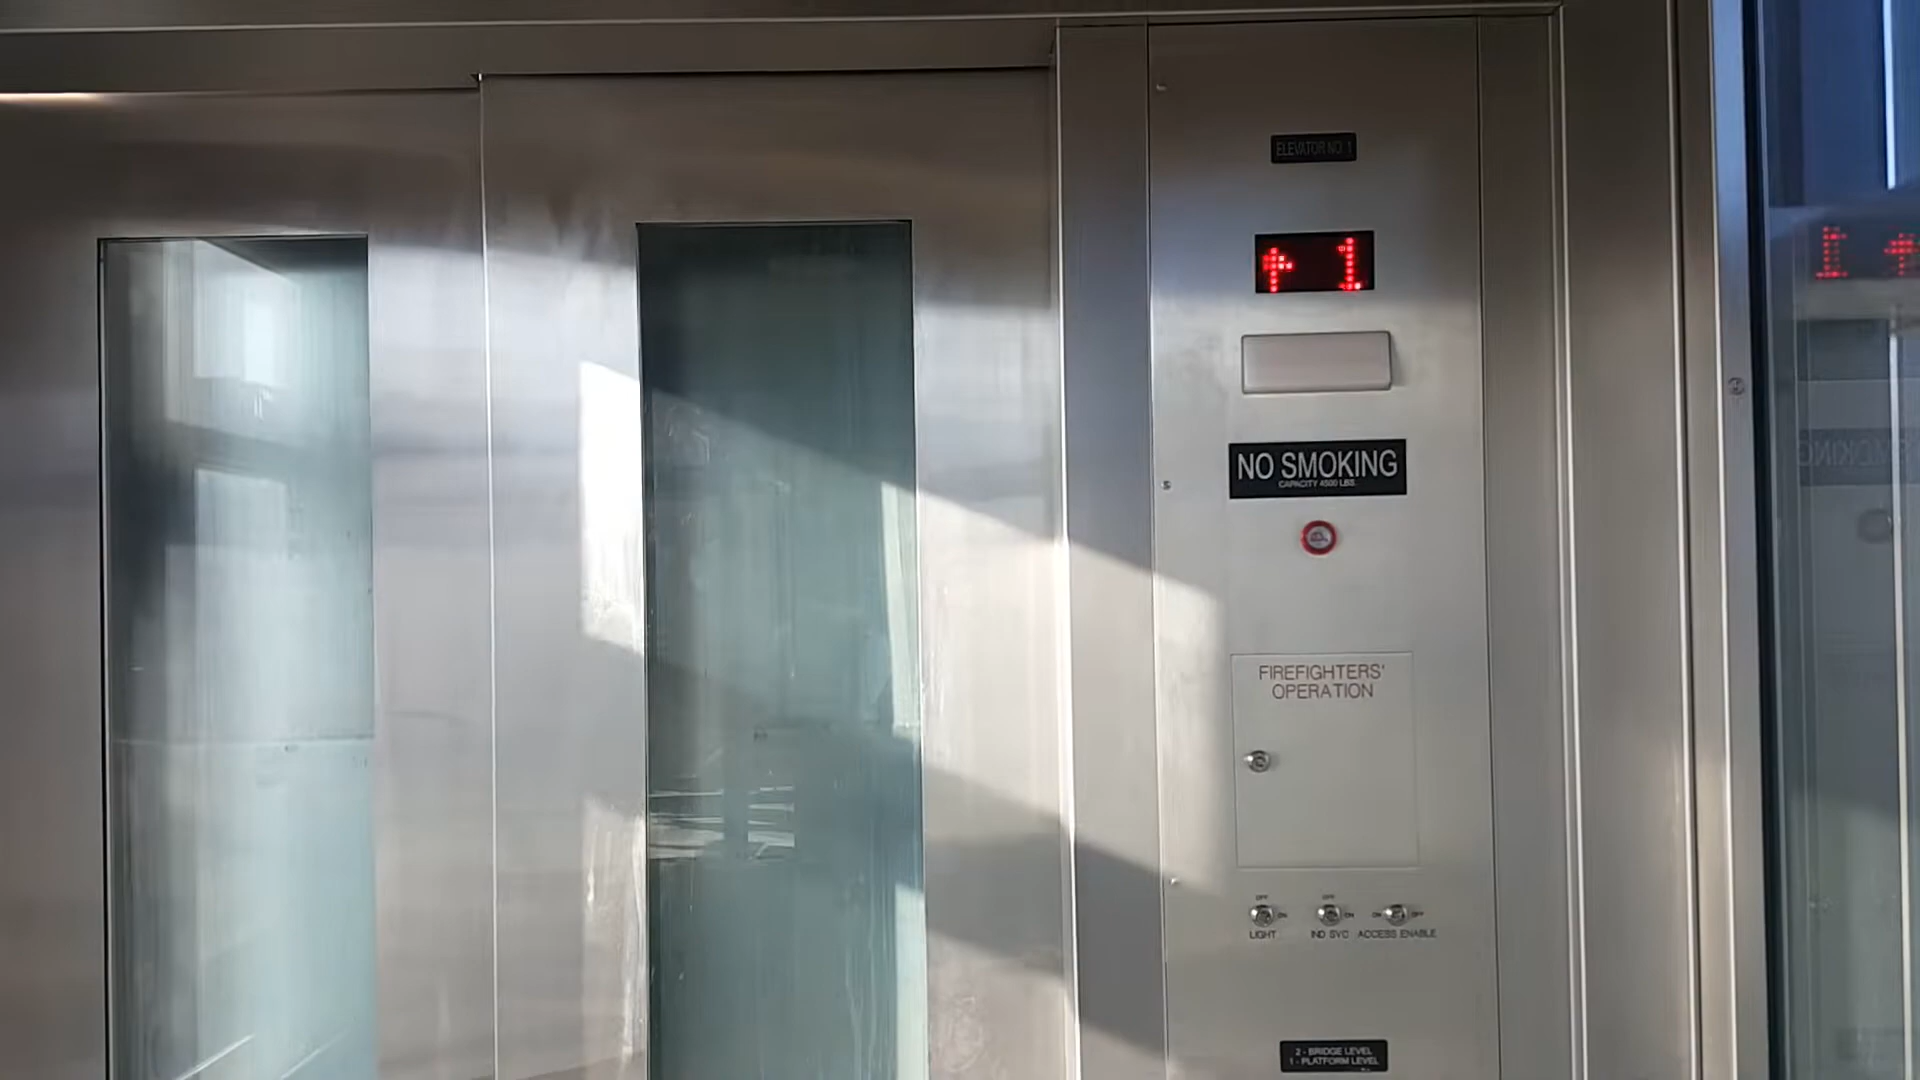 ELEVATOR NO. 1
1
NO SMOKING
CAPACITY 4500 LBS
FIREFIGHTERS'
OPERATION
OFF
ON
LIGHT
OFF
ON
IND SVC
ON
OFF
ACCESS ENABLE
2 - BRIDGE LEVEL
1 - PLATFORM LEVEL